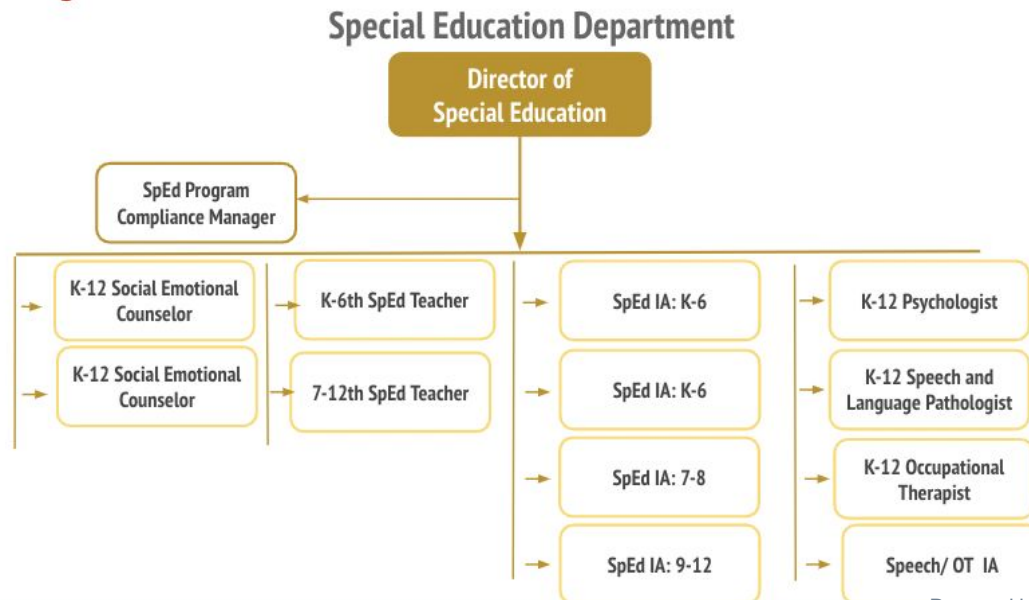 Special Education Department
Director of
Special Education
SpEd Program
Compliance Manager
K-12 Social Emotional
Counselor
K-12 Social Emotional
Counselor
K-6th SpEd Teacher
7-12th SpEd Teacher
SpEd IA: K-6
SpEd IA: K-6
SpEd IA: 7-8
SpEd IA: 9-12
K-12 Psychologist
K-12 Speech and
Language Pathologist
K-12 Occupational
Therapist
Speech/ OT IA